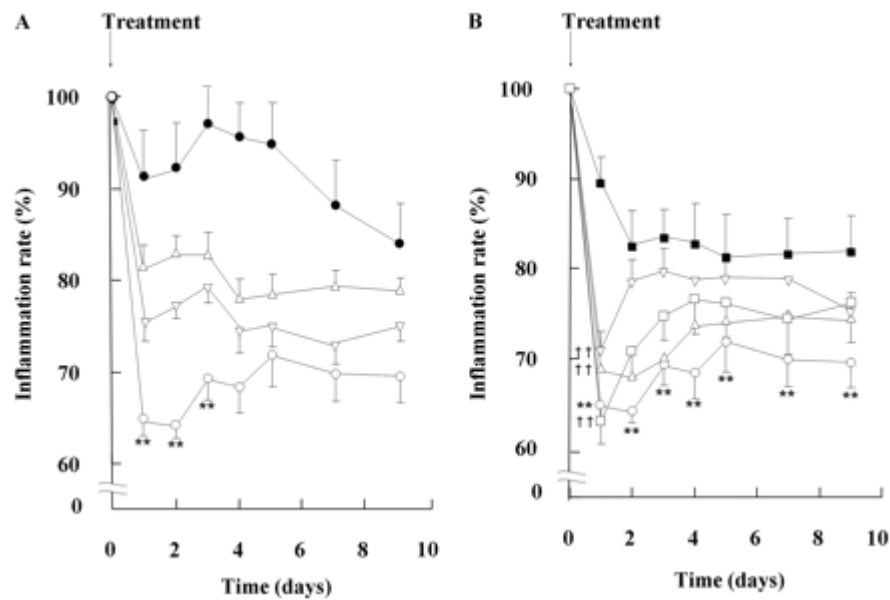 A Treatment
100
90
80
70
60
0
** ** **
0 2 4 6 8 10
Time (days)
Inflammation rate (%)
B Treatment
100
90
80
70
60
0
††
††
**
††
** ** ** ** ** **
0 2 4 6 8 10
Time (days)
Inflammation rate (%)